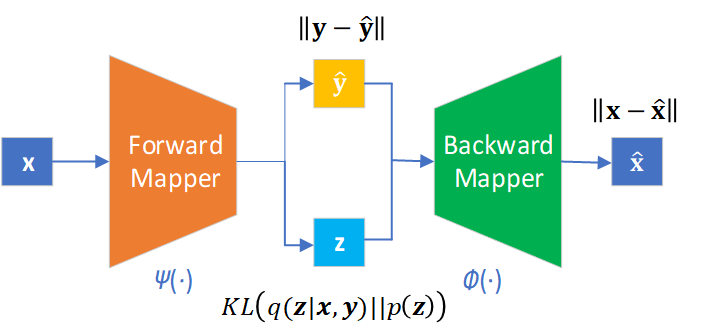 ‖y − ŷ‖
ŷ
‖x − x̂‖
x
Forward
Mapper
Backward
Mapper
x̂
z
Ψ(·)
Φ(·)
KL(q(z|x, y)||p(z))